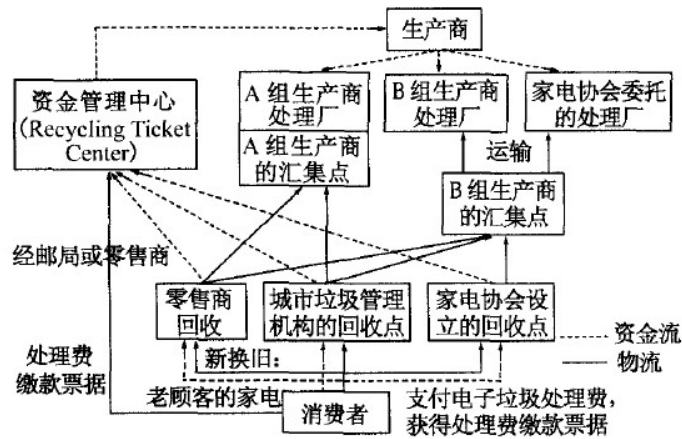 生产商
资金管理中心
(Recycling Ticket
Center)
A组生产商
处理厂
A组生产商
的汇集点
B组生产商
处理厂
家电协会委托
的处理厂
运输
B组生产商
的汇集点
经邮局或零售商
零售商
回收
城市垃圾管理
机构的回收点
家电协会设
立的回收点
资金流
物流
处理费
缴款票据
新换旧:
老顾客的家电
消费者
支付电子垃圾处理费,
获得处理费缴款票据